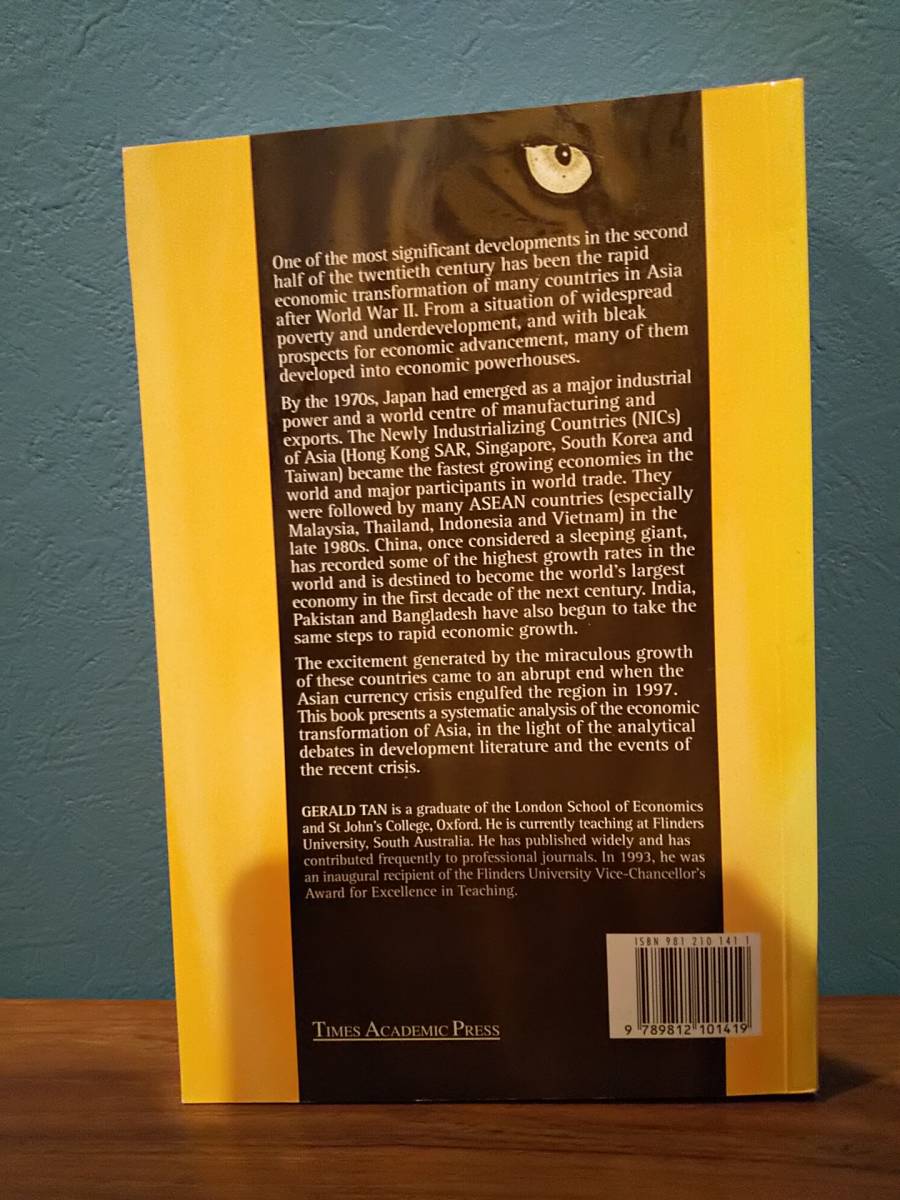 One of the most significant developments in the second
half of the twentieth century has been the rapid
economic transformation of many countries in Asia
after World War II. From a situation of widespread
poverty and underdevelopment, and with bleak
prospects for economic advancement, many of them
developed into economic powerhouses.
By the 1970s, Japan had emerged as a major industrial
power and a world centre of manufacturing and
exports. The Newly Industrializing Countries (NICs)
of Asia (Hong Kong SAR, Singapore, South Korea and
Taiwan) became the fastest growing economies in the
world and major participants in world trade. They
were followed by many ASEAN countries (especially
Malaysia, Thailand, Indonesia and Vietnam) in the
late 1980s. China, once considered a sleeping giant,
has recorded some of the highest growth rates in the
world and is destined to become the world's largest
economy in the first decade of the next century. India,
Pakistan and Bangladesh have also begun to take the
same steps to rapid economic growth.
The excitement generated by the miraculous growth
of these countries came to an abrupt end when the
Asian currency crisis engulfed the region in 1997.
This book presents a systematic analysis of the economic
transformation of Asia, in the light of the analytical
debates in development literature and the events of
the recent crisis.
GERALD TAN is a graduate of the London School of Economics
and St John's College, Oxford. He is currently teaching at Flinders
University, South Australia. He has published widely and has
contributed frequently to professional journals. In 1993, he was
an inaugural recipient of the Flinders University Vice-Chancellor's
Award for Excellence in Teaching.
ISBN 981 210 141 1
9 789812 101419
TIMES ACADEMIC PRESS